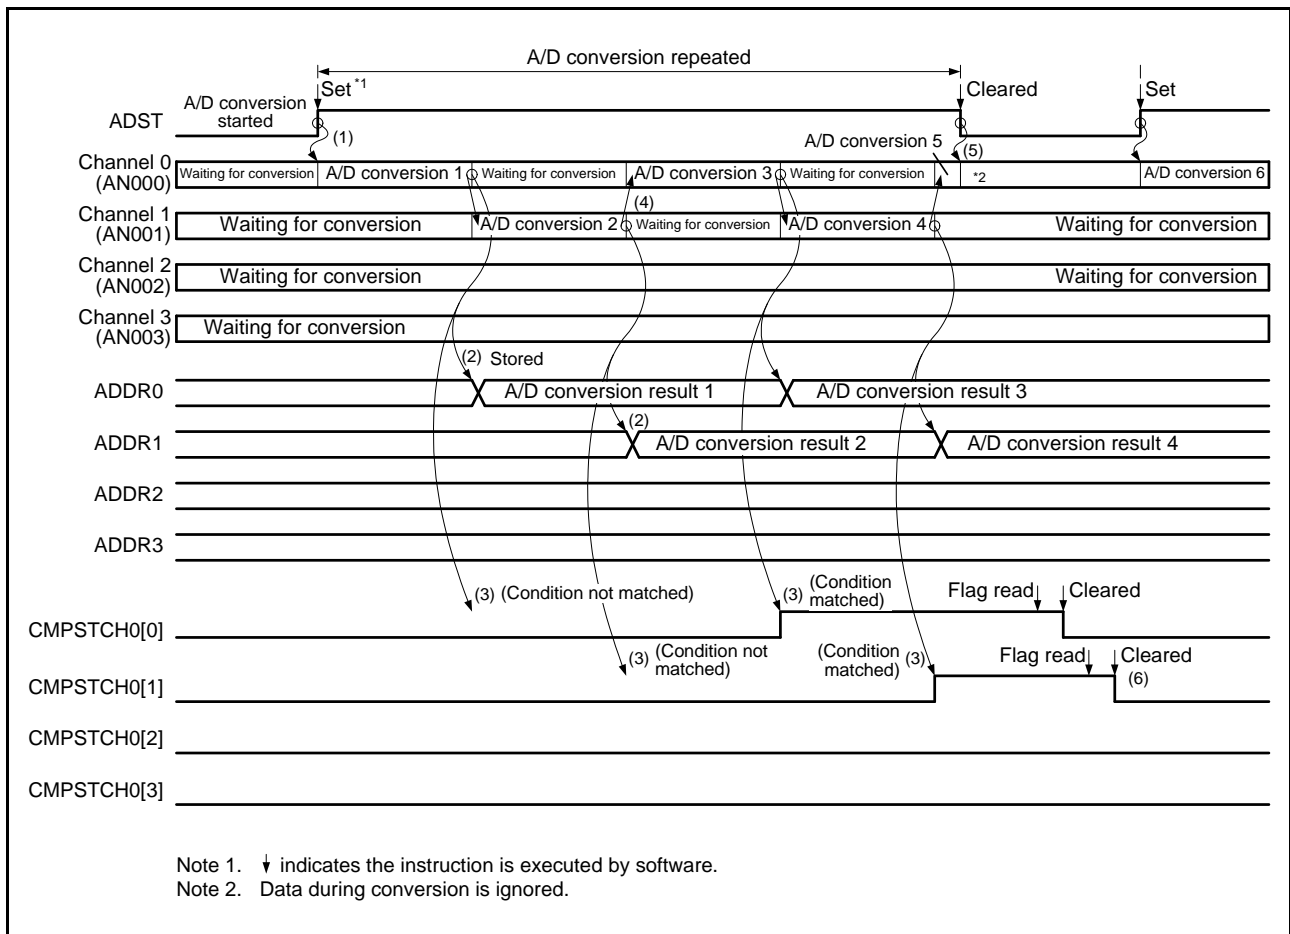 A/D conversion repeated
Set *1
Cleared
Set
A/D conversion
started
ADST
(1)
A/D conversion 5
(5)
Channel 0
(AN000)
Waiting for conversion
A/D conversion 1
Waiting for conversion
A/D conversion 3
Waiting for conversion
*2
A/D conversion 6
(4)
Channel 1
(AN001)
Waiting for conversion
A/D conversion 2
Waiting for conversion
A/D conversion 4
Waiting for conversion
Channel 2
(AN002)
Waiting for conversion
Waiting for conversion
Channel 3
(AN003)
Waiting for conversion
(2) Stored
ADDR0
A/D conversion result 1
A/D conversion result 3
(2)
ADDR1
A/D conversion result 2
A/D conversion result 4
ADDR2
ADDR3
(3) (Condition not matched)
(3) (Condition
matched)
Flag read
Cleared
CMPSTCH0[0]
(3) (Condition not
matched)
(Condition
matched) (3)
Flag read
Cleared
(6)
CMPSTCH0[1]
CMPSTCH0[2]
CMPSTCH0[3]
Note 1. indicates the instruction is executed by software.
Note 2. Data during conversion is ignored.